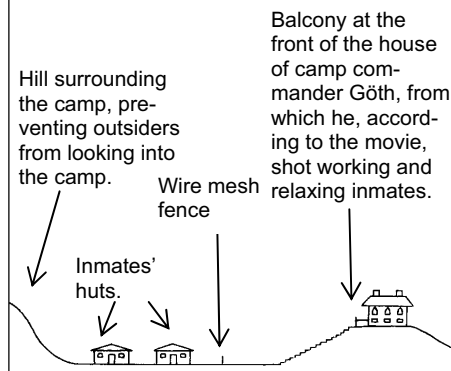 Hill surrounding
the camp, pre-
venting outsiders
from looking into
the camp.
Inmates'
huts.
Wire mesh
fence
Balcony at the
front of the house
of camp com-
mander Göth, from
which he, accord-
ing to the movie,
shot working and
relaxing inmates.